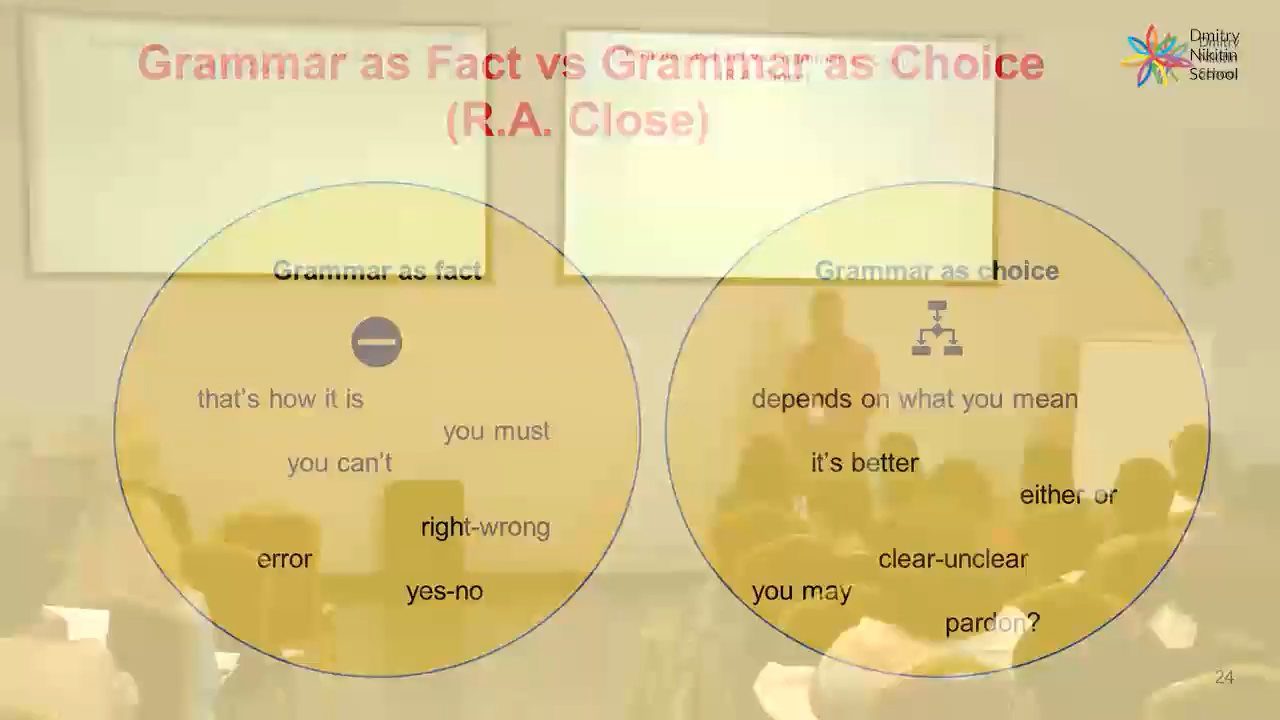 Grammar as Fact vs Grammar as Choice
(R.A. Close)
Dmitry
Nikitin
School
Grammar as fact
that's how it is
you must
you can't
right-wrong
error
yes-no
Grammar as choice
depends on what you mean
it's better
either or
clear-unclear
you may
pardon?
24